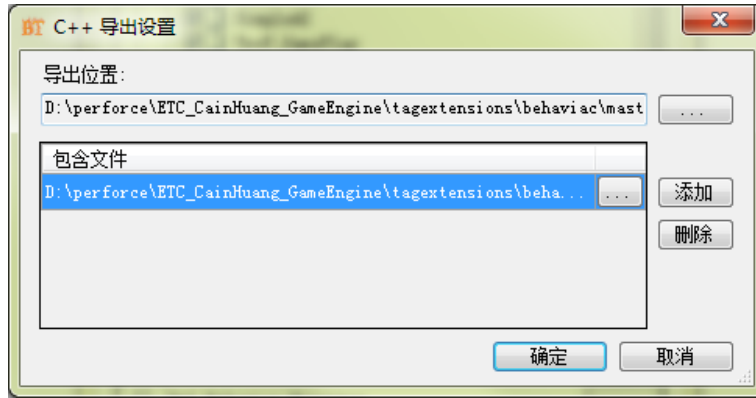 BT C++ 导出设置
导出位置:
D:\perforce\ETC_CainHuang_GameEngine\tagextensions\behaviac\mast
...
包含文件
D:\perforce\ETC_CainHuang_GameEngine\tagextensions\beha...
...
添加
删除
确定
取消